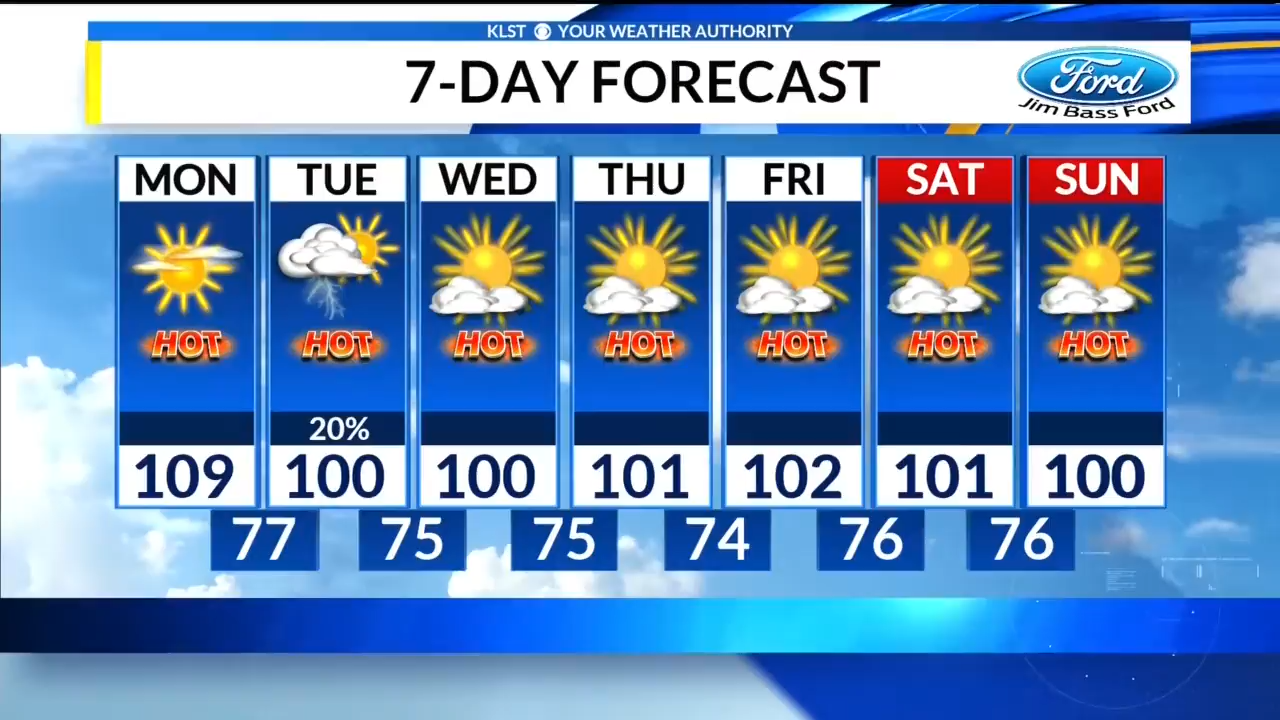 KLST YOUR WEATHER AUTHORITY
7-DAY FORECAST
Ford
Jim Bass Ford
MON TUE WED THU FRI SAT SUN
HOT HOT HOT HOT HOT HOT HOT
20%
109 100 100 101 102 101 100
77 75 75 74 76 76